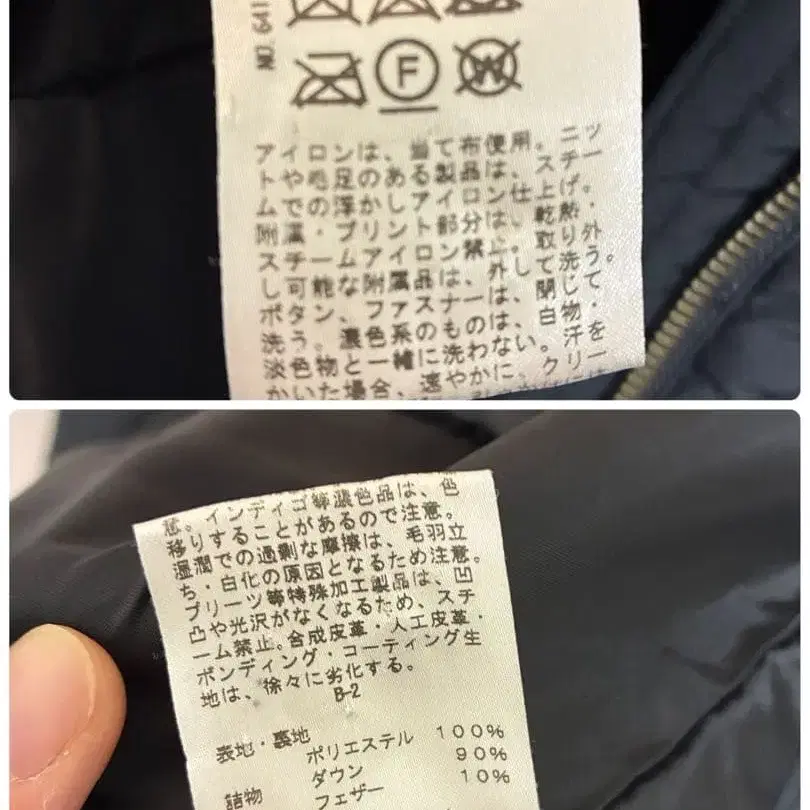 NO. 641
F
W
アイロンは、当て布使用。ニッ
トや毛足のある製品は、スチー
ムでの浮かしアイロン仕上げ。
附濡・プリント部分は、乾熱・
スチームアイロン禁止。取り外
し可能な附属品は、外して洗う。
ボタン、ファスナーは、閉じて
洗う。濃色系のものは、白物・
淡色物と一緒に洗わない。汗を
かいた場合、速やかに、クリー
意。インディゴ等濃色品は、色
移りすることがあるので注意。
湿潤での過剰な摩擦は、毛羽立
ち・白化の原因となるため注意。
プリーツ等特殊加工製品は、凹
凸や光沢がなくなるため、スチ
ーム禁止。合成皮革・人工皮革・
ボンディング・コーティング生
地は、徐々に劣化する。
B-2
表地・裏地
ポリエステル 100%
ダウン 90%
詰物
フェザー 10%